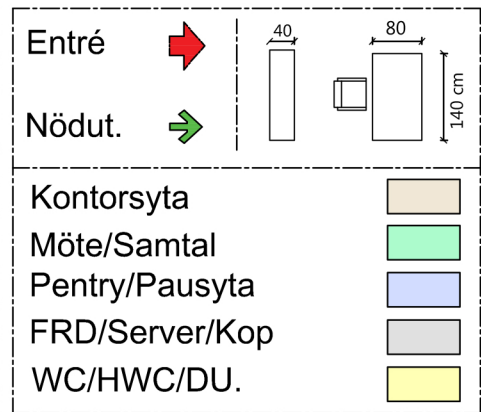 Entré
40
80
140 cm
Nödut.
Kontorsyta
Möte/Samtal
Pentry/Pausyta
FRD/Server/Kop
WC/HWC/DU.